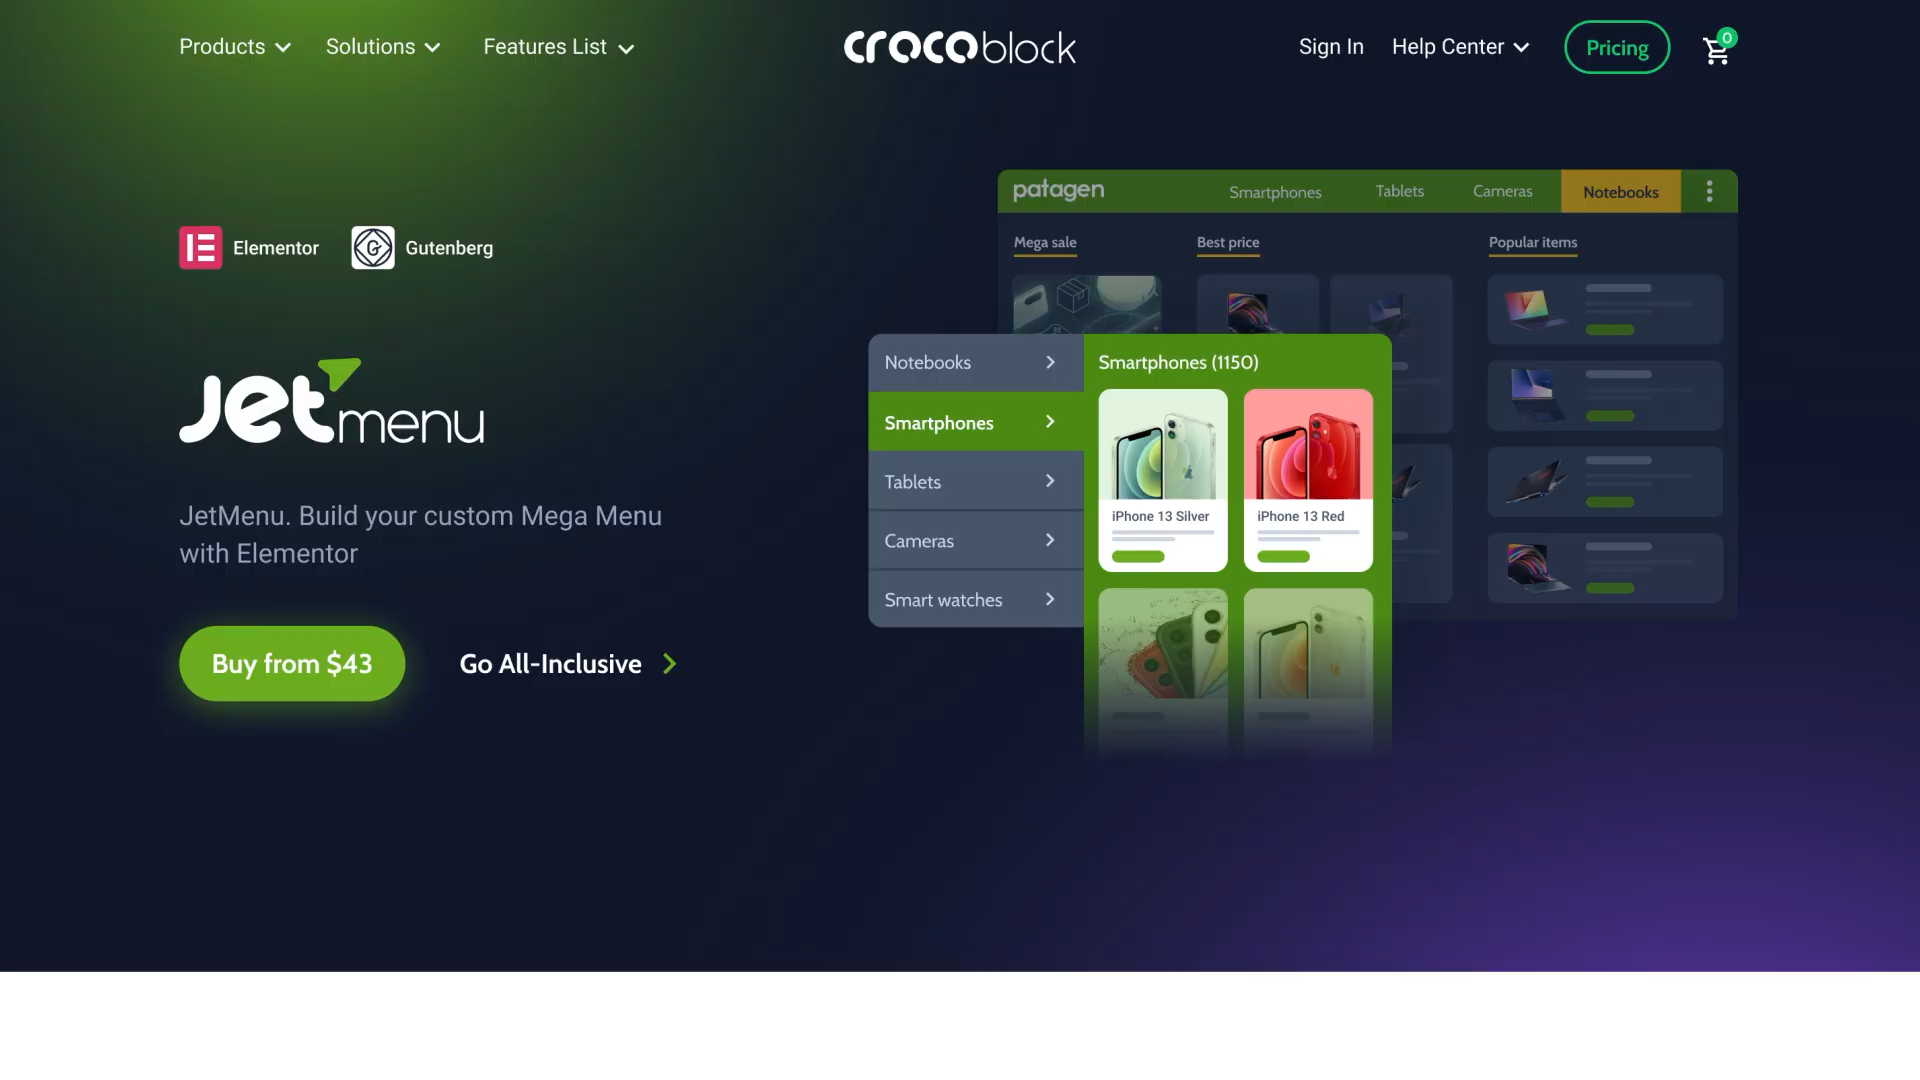 Products
Solutions
Features List
crocoblock
Sign In
Help Center
Pricing
0
Elementor
Gutenberg
Jetmenu
JetMenu. Build your custom Mega Menu
with Elementor
Buy from $43
Go All-Inclusive
patagen
Smartphones
Tablets
Cameras
Notebooks
Mega sale
Best price
Popular items
Notebooks
Smartphones
Tablets
Cameras
Smart watches
Smartphones (1150)
iPhone 13 Silver
iPhone 13 Red